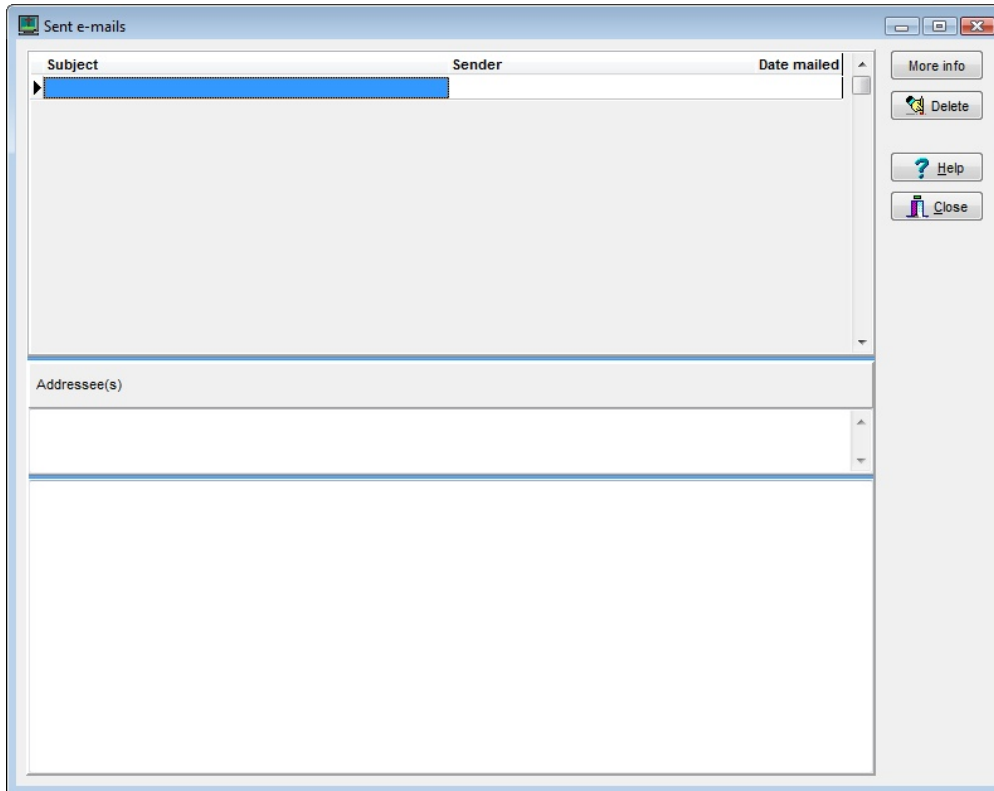 Sent e-mails
Subject Sender Date mailed
More info
Delete
Help
Close
Addressee(s)